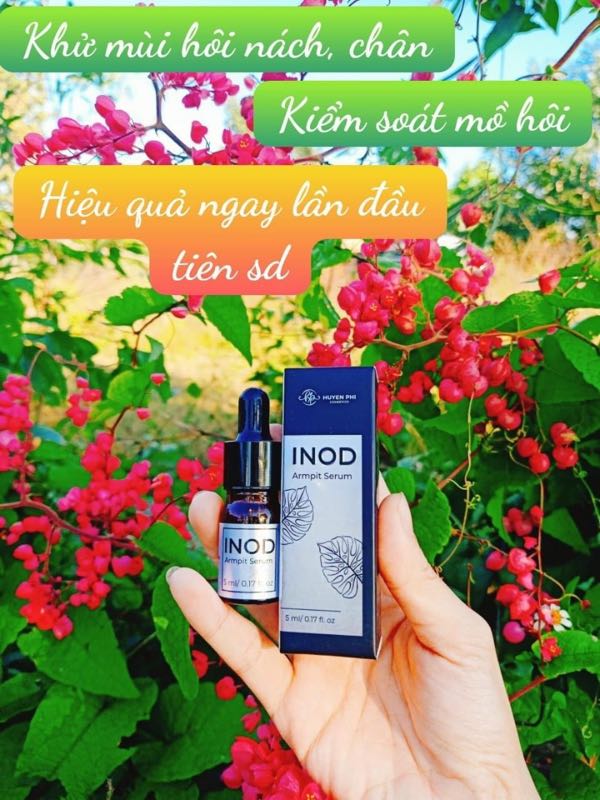 Khử mùi hôi nách, chân
Kiểm soát mồ hôi
Hiệu quả ngay lần đầu
tiên sd
HUYEN PHI
COSMETICS
INOD
Armpit Serum
5 ml/ 0.17 fl. oz
INOD
Armpit Serum
5 ml/ 0.17 fl. oz